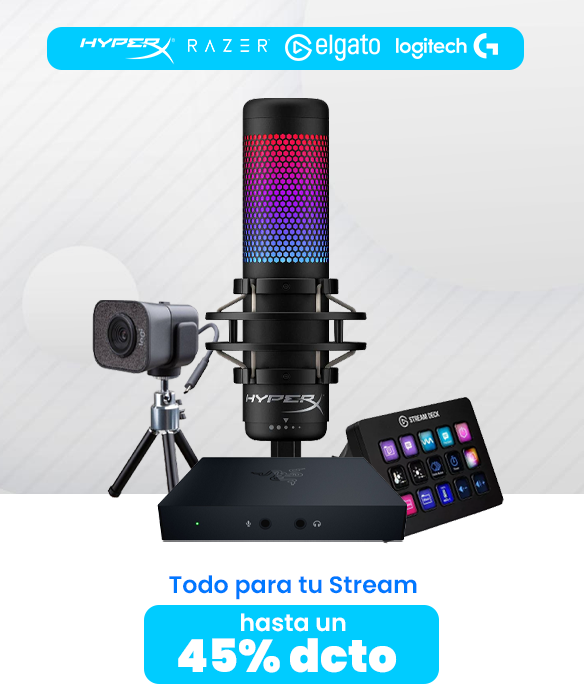 HYPERX RAZER elgato logitech G
HYPERX
STREAM DECK
Todo para tu Stream
hasta un
45% dcto